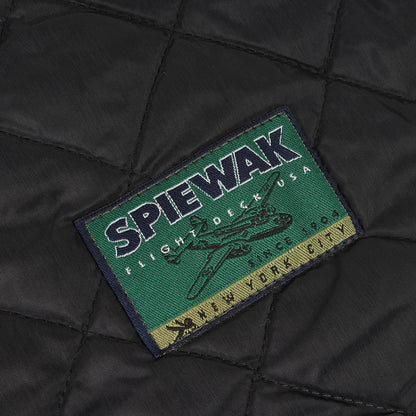 SPIEWAK
FLIGHT DECK USA
SINCE 1904
NEW YORK CITY